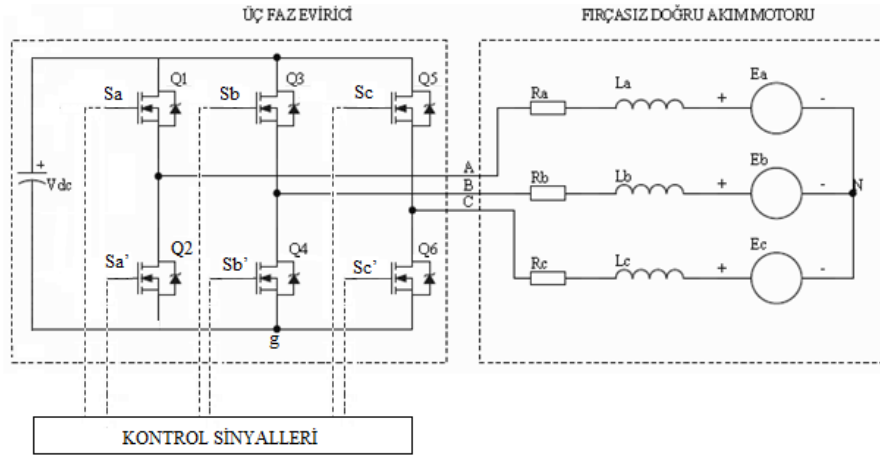 ÜÇ FAZ EVİRİCİ
FIRÇASIZ DOĞRU AKIM MOTORU
Q1
Q3
Q5
Sa
Sb
Sc
Ra
La
+
Ea
-
A
B
C
Rb
Lb
+
Eb
-
N
+
Vdc
Q2
Q4
Q6
Sa’
Sb’
Sc’
Rc
Lc
+
Ec
-
g
KONTROL SİNYALLERİ